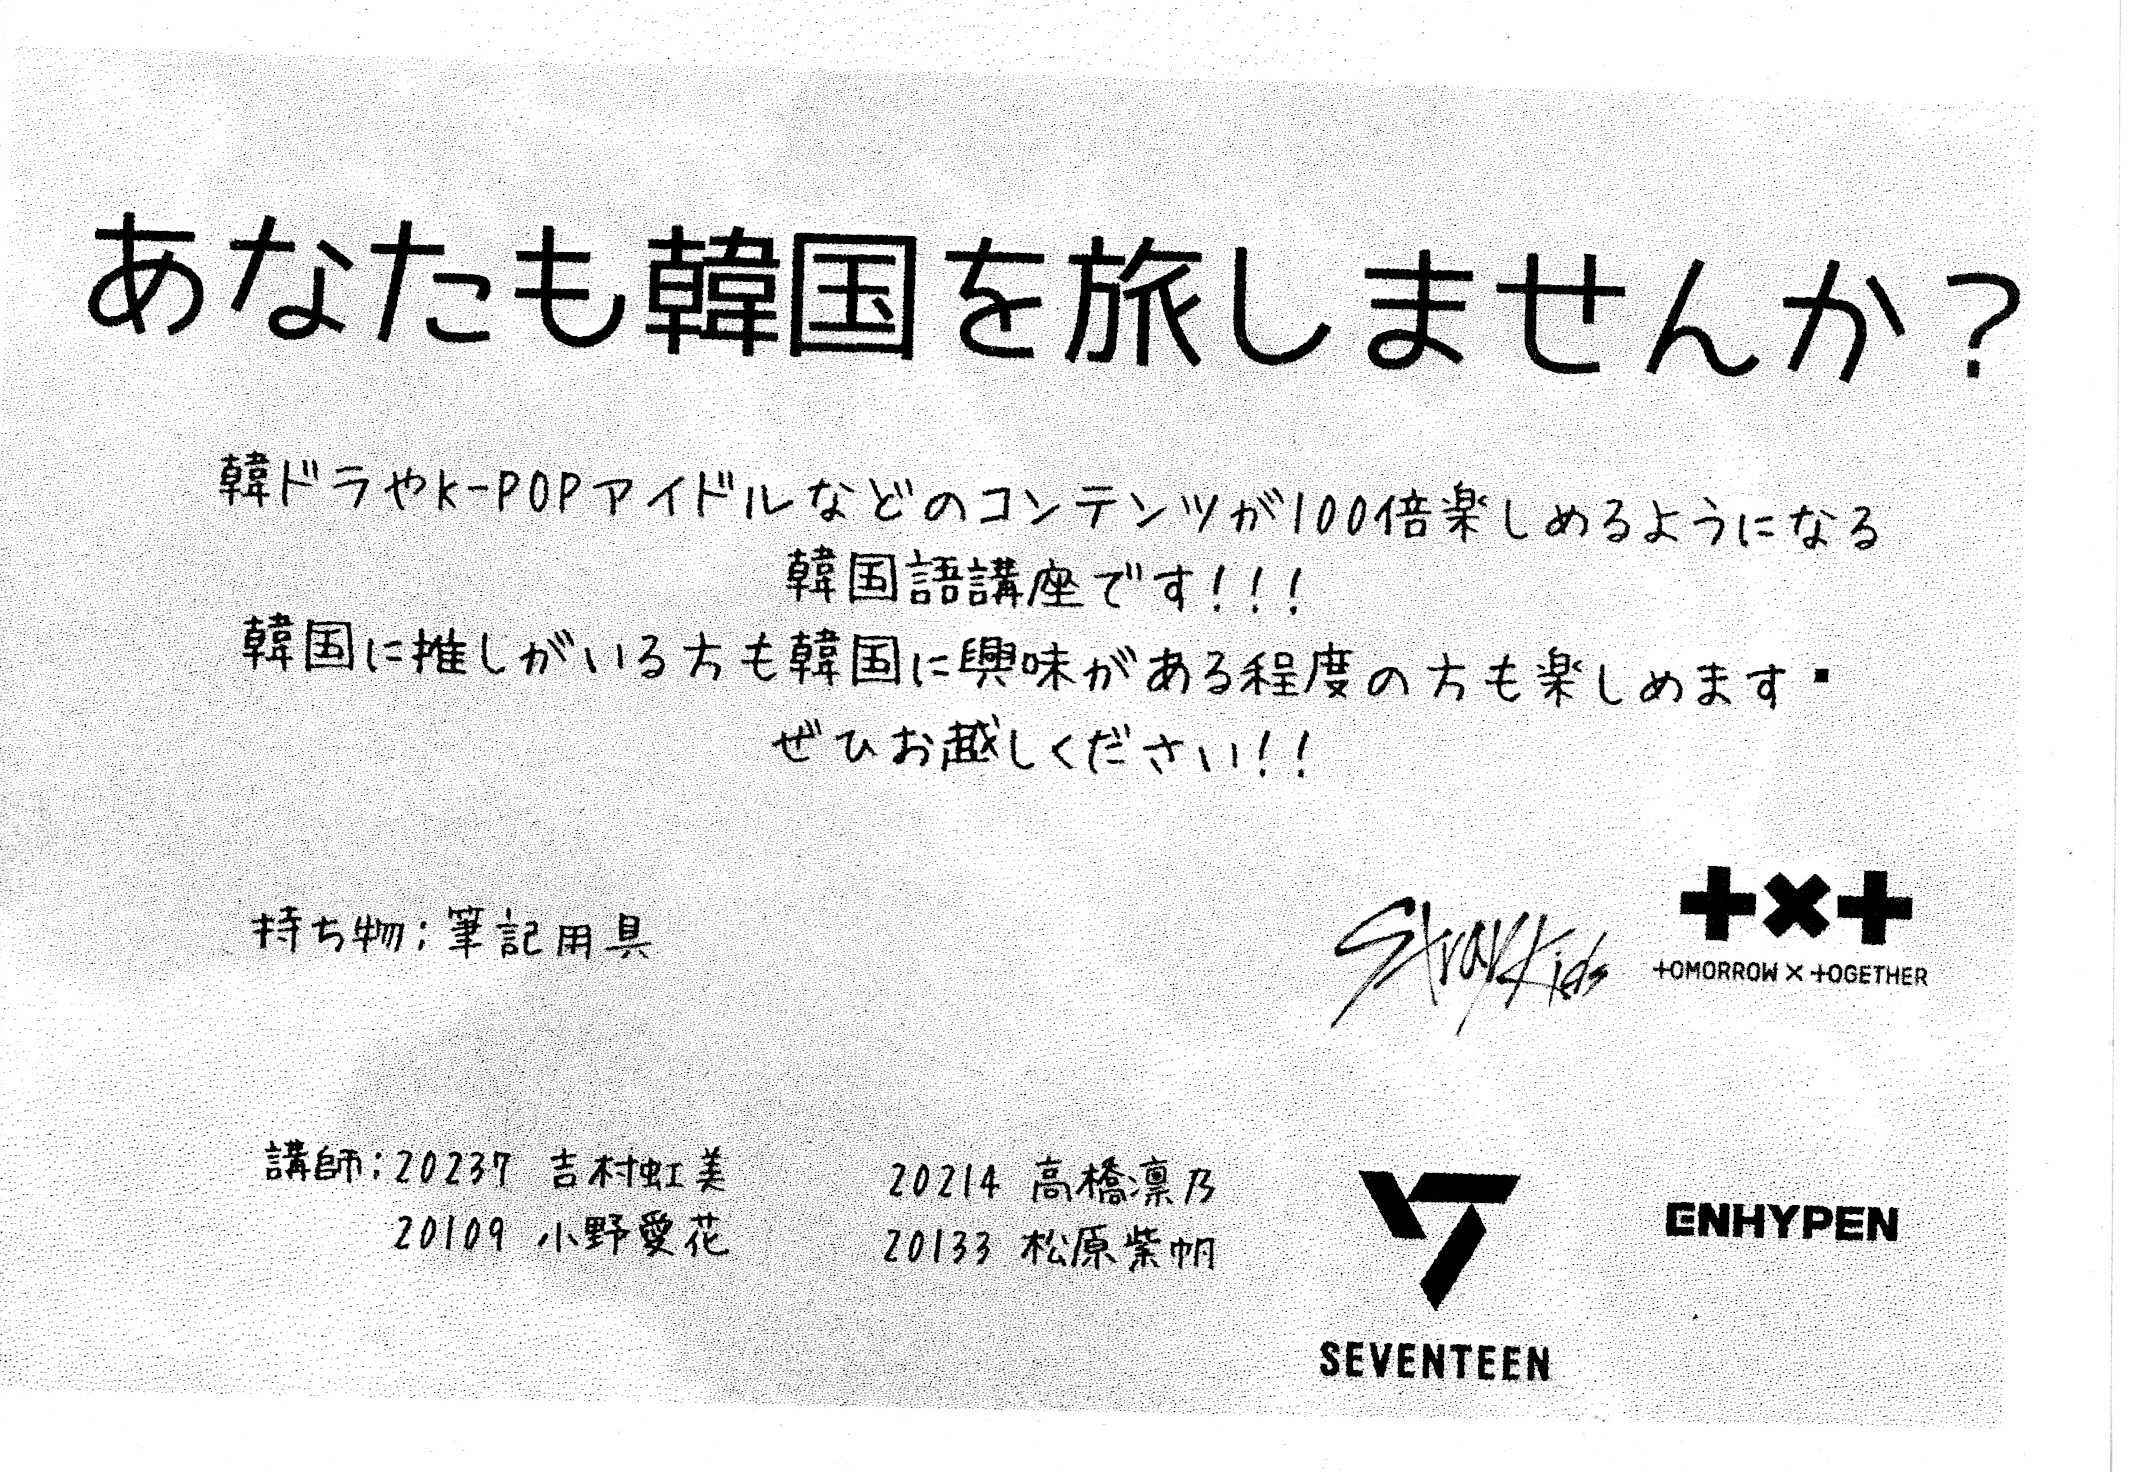 あなたも韓国を旅しませんか？
韓ドラやK-POPアイドルなどのコンテンツが100倍楽しめるようになる
韓国語講座です!!!
韓国に推しがいる方も韓国に興味がある程度の方も楽しめます▪
ぜひお越しください!!
持ち物:筆記用具
Stray Kids
TXT
TOMORROW X TOGETHER
講師:20237 吉村虹美 20214 高橋凛乃
20109 小野愛花 20133 松原紫帆
SEVENTEEN
ENHYPEN